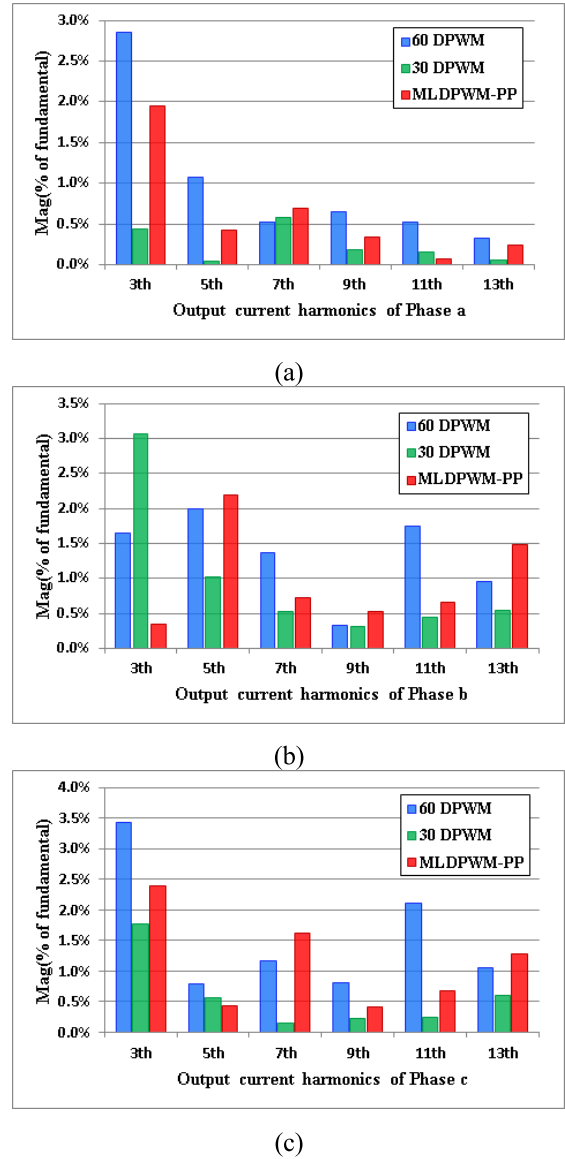 3.0%
2.5%
2.0%
1.5%
1.0%
0.5%
0.0%
Mag(% of fundamental)
60 DPWM
30 DPWM
MLDPWM-PP
3th 5th 7th 9th 11th 13th
Output current harmonics of Phase a
(a)
3.5%
3.0%
2.5%
2.0%
1.5%
1.0%
0.5%
0.0%
Mag(% of fundamental)
60 DPWM
30 DPWM
MLDPWM-PP
3th 5th 7th 9th 11th 13th
Output current harmonics of Phase b
(b)
4.0%
3.5%
3.0%
2.5%
2.0%
1.5%
1.0%
0.5%
0.0%
Mag(% of fundamental)
60 DPWM
30 DPWM
MLDPWM-PP
3th 5th 7th 9th 11th 13th
Output current harmonics of Phase c
(c)